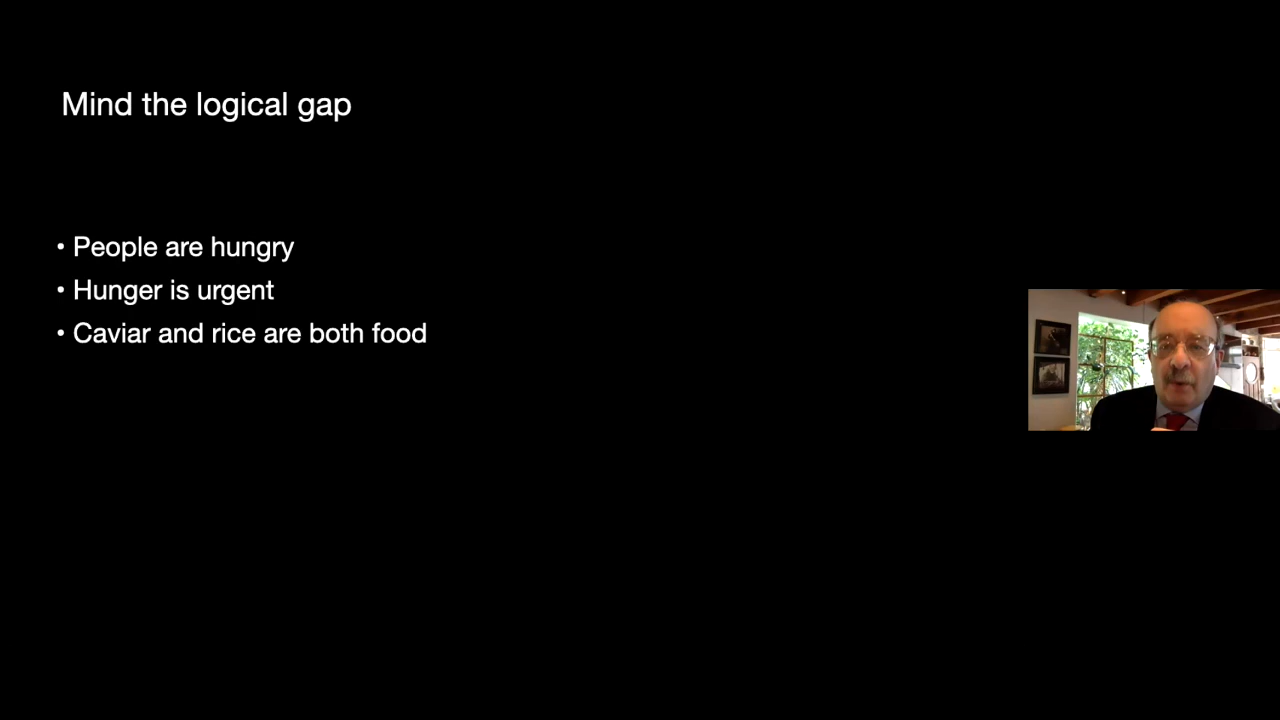 Mind the logical gap
• People are hungry
• Hunger is urgent
• Caviar and rice are both food